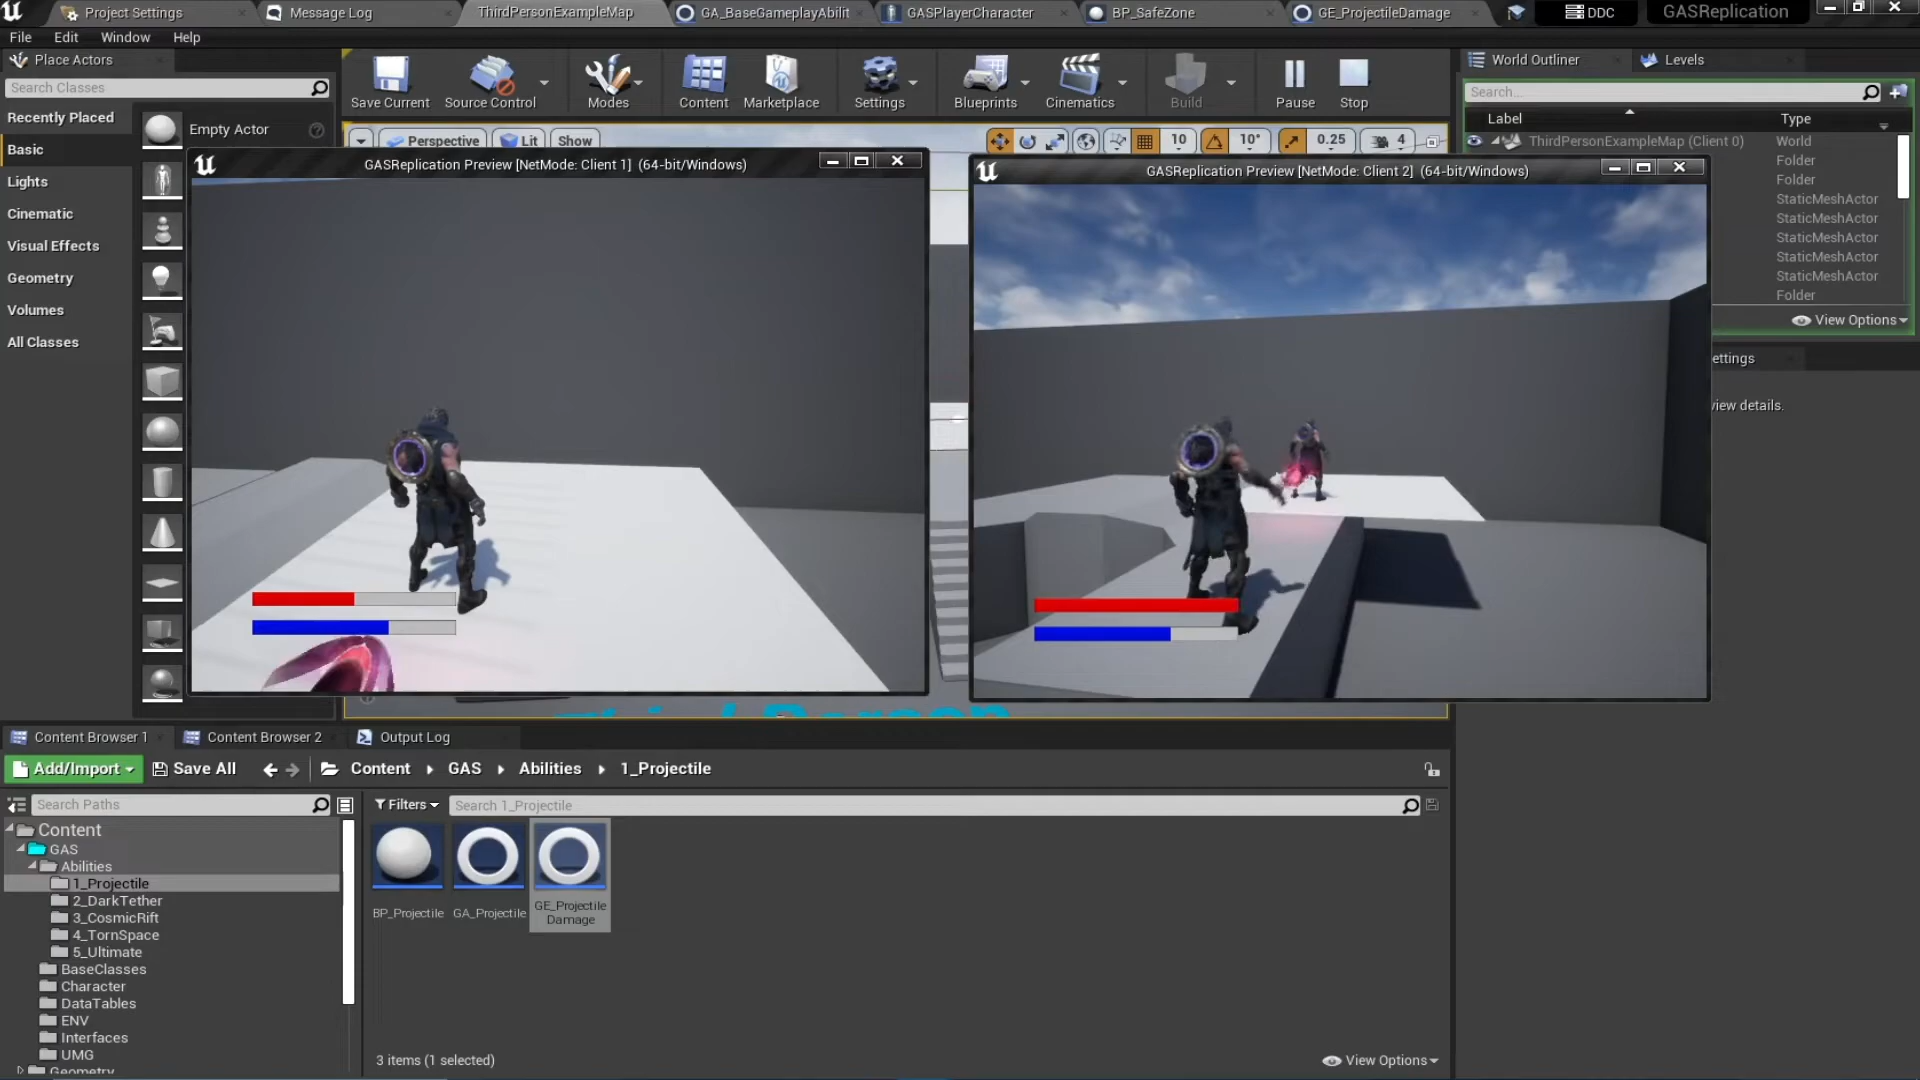 Project Settings
Message Log
ThirdPersonExampleMap
GA_BaseGameplayAbilit
GASPlayerCharacter
BP_SafeZone
GE_ProjectileDamage
DDC
GASReplication
File
Edit
Window
Help
Place Actors
Search Classes
Recently Placed
Basic
Lights
Cinematic
Visual Effects
Geometry
Volumes
All Classes
Empty Actor
Save Current
Source Control
Modes
Content
Marketplace
Settings
Blueprints
Cinematics
Build
Pause
Stop
Perspective
Lit
Show
10
10°
0.25
4
GASReplication Preview [NetMode: Client 1] (64-bit/Windows)
GASReplication Preview [NetMode: Client 2] (64-bit/Windows)
World Outliner
Levels
Search...
Label
Type
ThirdPersonExampleMap (Client 0)
World
Folder
Folder
StaticMeshActor
StaticMeshActor
StaticMeshActor
StaticMeshActor
StaticMeshActor
Folder
View Options
ettings
view details.
Content Browser 1
Content Browser 2
Output Log
Add/Import
Save All
Content
GAS
Abilities
1_Projectile
Search Paths
Filters
Search 1_Projectile
Content
GAS
Abilities
1_Projectile
2_DarkTether
3_CosmicRift
4_TornSpace
5_Ultimate
BaseClasses
Character
DataTables
ENV
Interfaces
UMG
Geometry
BP_Projectile
GA_Projectile
GE_Projectile
Damage
3 items (1 selected)
View Options